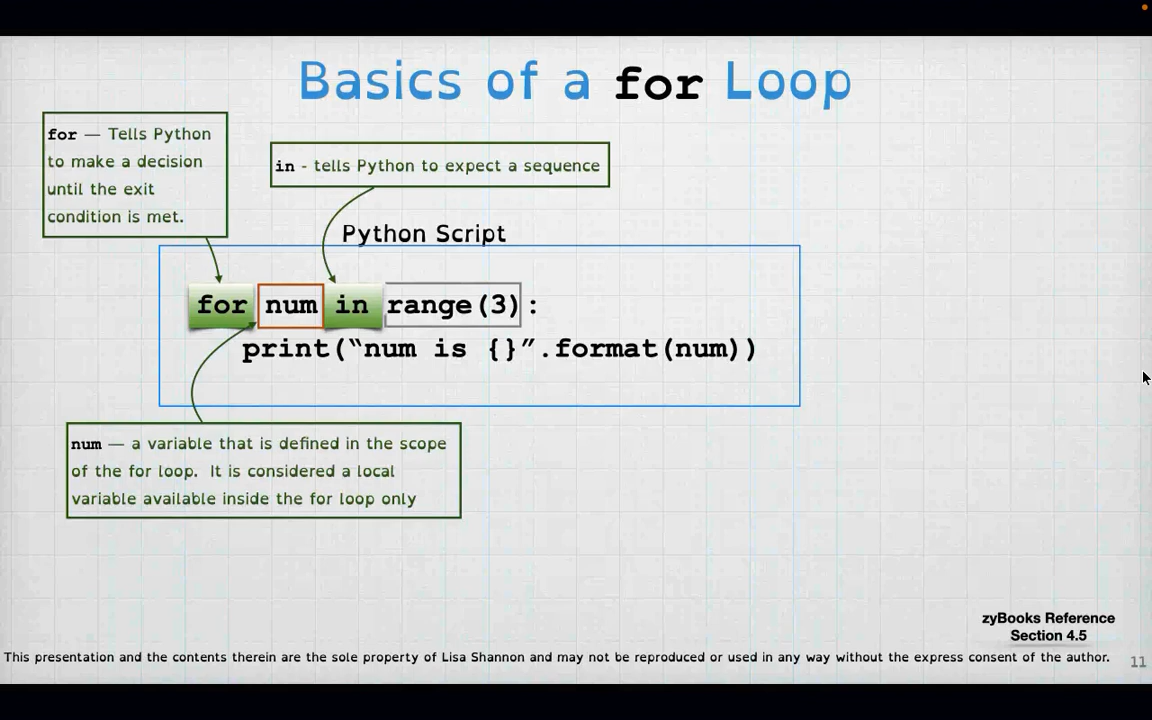 Basics of a for Loop
for — Tells Python
to make a decision
until the exit
condition is met.
in - tells Python to expect a sequence
Python Script
for num in range(3):
print(“num is {}”.format(num))
num — a variable that is defined in the scope
of the for loop.  It is considered a local
variable available inside the for loop only
zyBooks Reference
Section 4.5
This presentation and the contents therein are the sole property of Lisa Shannon and may not be reproduced or used in any way without the express consent of the author.
11